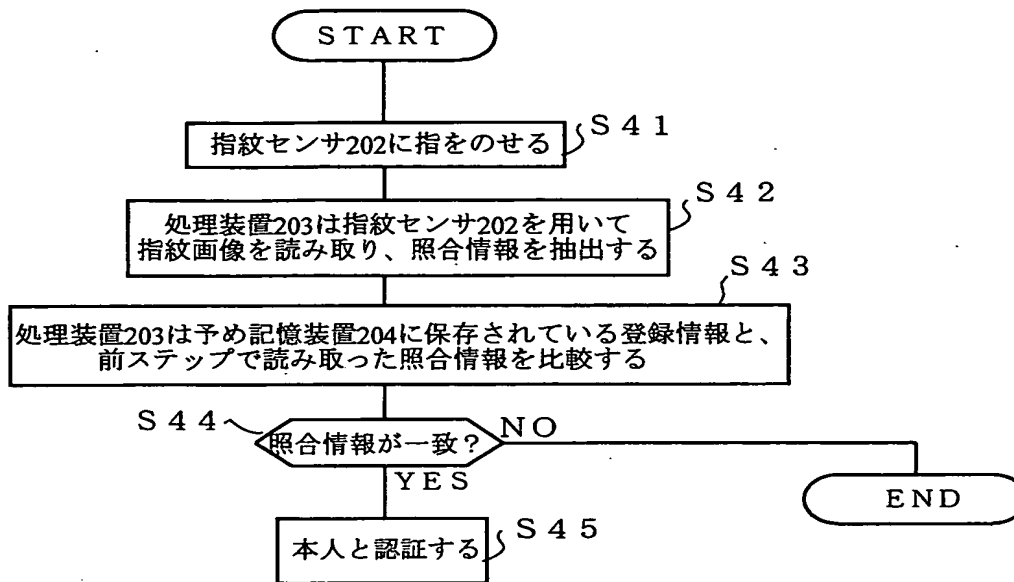 START
指紋センサ202に指をのせる
S41
処理装置203は指紋センサ202を用いて
指紋画像を読み取り、照合情報を抽出する
S42
処理装置203は予め記憶装置204に保存されている登録情報と、
前ステップで読み取った照合情報を比較する
S43
S44
照合情報が一致?
NO
YES
END
本人と認証する
S45